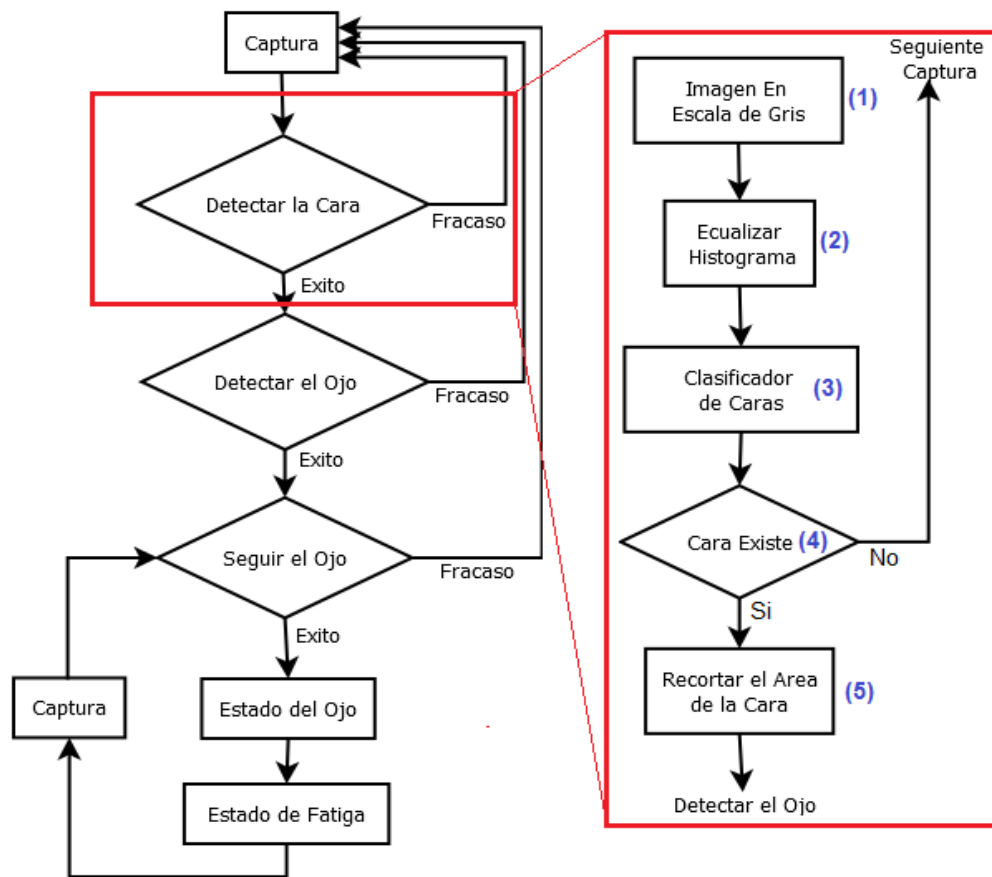 Captura
Detectar la Cara
Fracaso
Exito
Detectar el Ojo
Fracaso
Exito
Seguir el Ojo
Fracaso
Exito
Captura
Estado del Ojo
Estado de Fatiga
Seguiente
Captura
Imagen En
Escala de Gris
(1)
Ecualizar
Histograma
(2)
Clasificador
de Caras
(3)
Cara Existe
(4)
No
Si
Recortar el Area
de la Cara
(5)
Detectar el Ojo